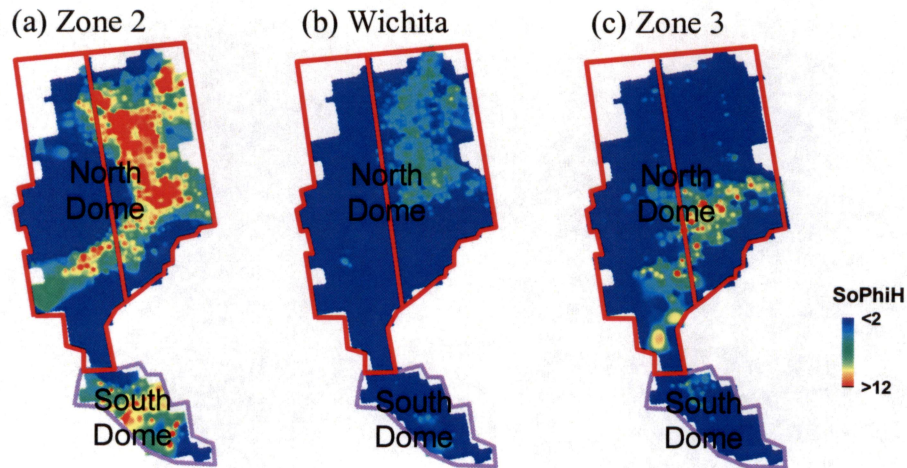 (a) Zone 2
(b) Wichita
(c) Zone 3
North
Dome
North
Dome
North
Dome
SoPhiH
<2
>12
South
Dome
South
Dome
South
Dome